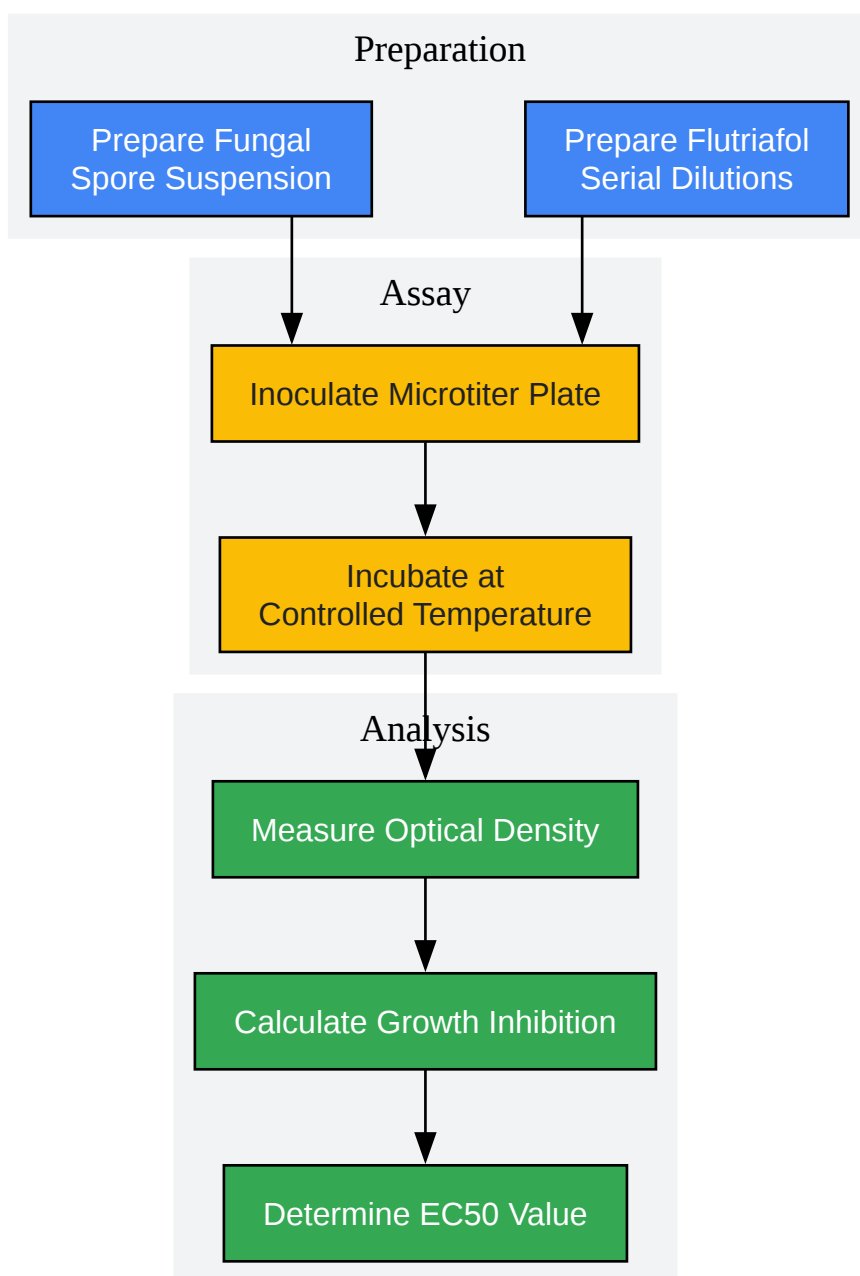 Preparation
Prepare Fungal
Spore Suspension
Prepare Flutriafol
Serial Dilutions
Assay
Inoculate Microtiter Plate
Incubate at
Controlled Temperature
Analysis
Measure Optical Density
Calculate Growth Inhibition
Determine EC50 Value